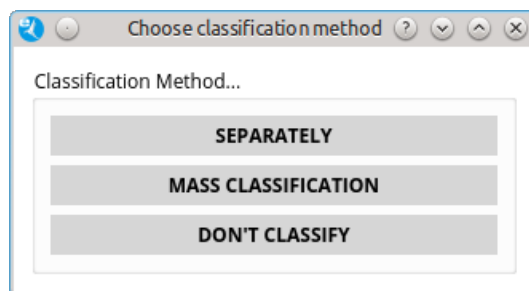 Choose classification method
Classification Method...
SEPARATELY
MASS CLASSIFICATION
DON'T CLASSIFY